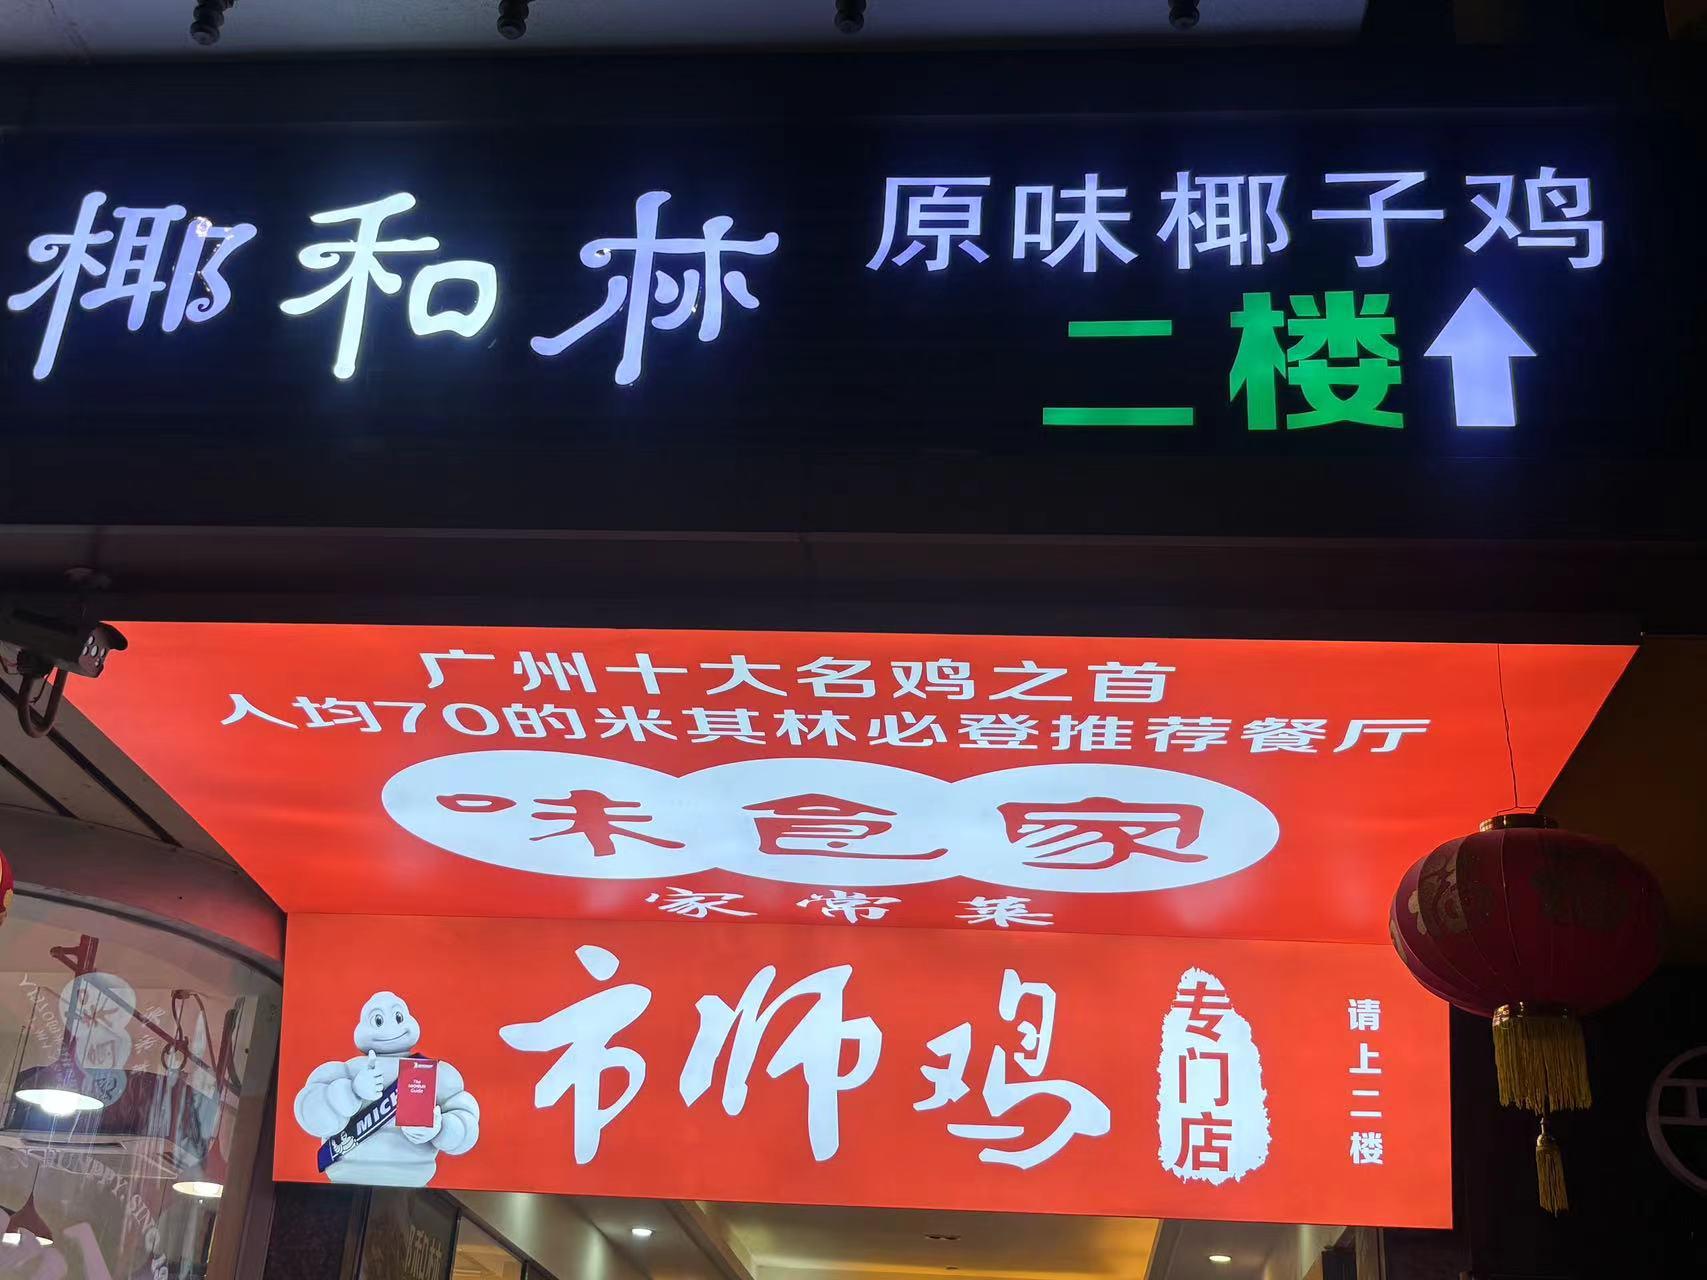 椰和林
原味椰子鸡
二楼
广州十大名鸡之首
人均70的米其林必登推荐餐厅
味食家
家常菜
市师鸡
专门店
请上二楼
MICH